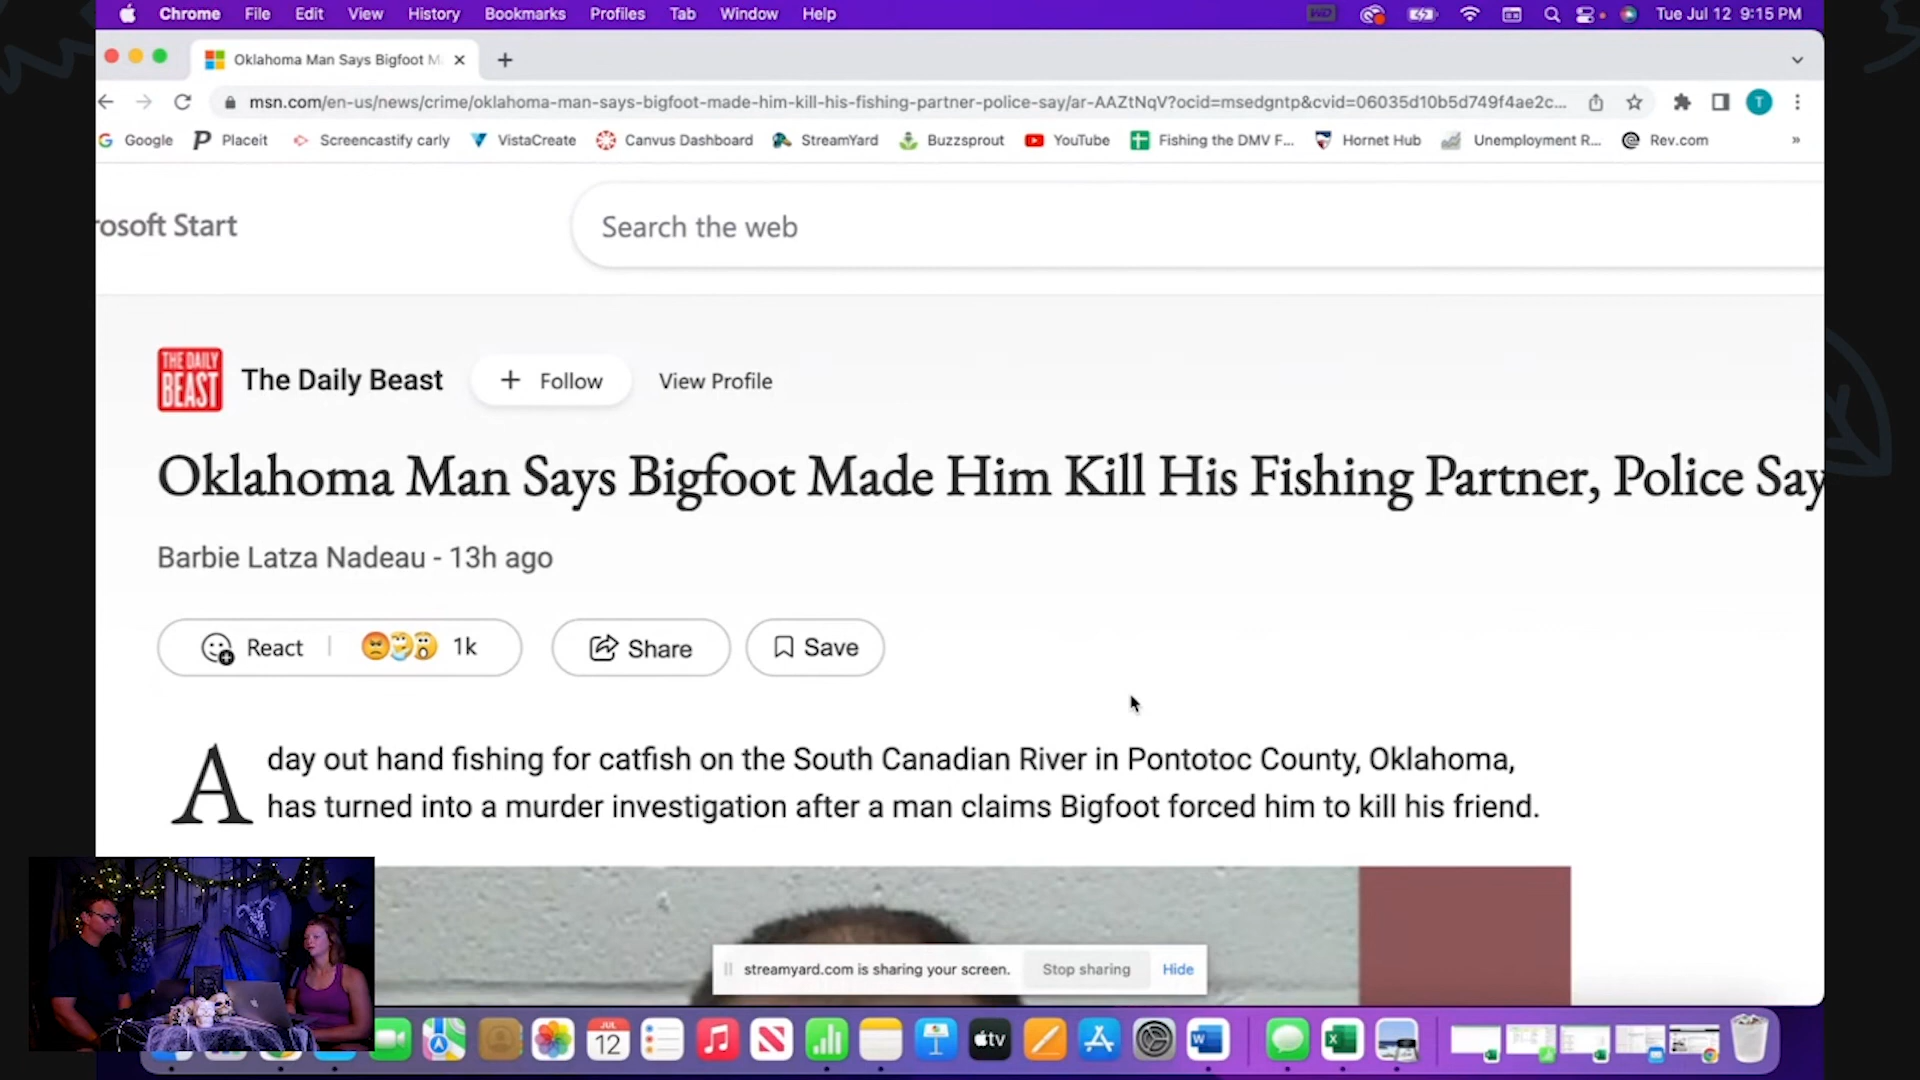 Chrome File Edit View History Bookmarks Profiles Tab Window Help Tue Jul 12 9:15 PM
Oklahoma Man Says Bigfoot M
msn.com/en-us/news/crime/oklahoma-man-says-bigfoot-made-him-kill-his-fishing-partner-police-say/ar-AAZtNqV?ocid=msedgntp&cvid=06035d10b5d749f4ae2c... T
Google Placeit Screencastify carly VistaCreate Canvus Dashboard StreamYard Buzzsprout YouTube Fishing the DMV F... Hornet Hub Unemployment R... Rev.com »
rosoft Start Search the web
THE DAILY
BEAST
The Daily Beast + Follow View Profile
Oklahoma Man Says Bigfoot Made Him Kill His Fishing Partner, Police Say
Barbie Latza Nadeau - 13h ago
React 1k Share Save
A day out hand fishing for catfish on the South Canadian River in Pontotoc County, Oklahoma,
has turned into a murder investigation after a man claims Bigfoot forced him to kill his friend.
streamyard.com is sharing your screen. Stop sharing Hide
JUL
12
tv
W
X